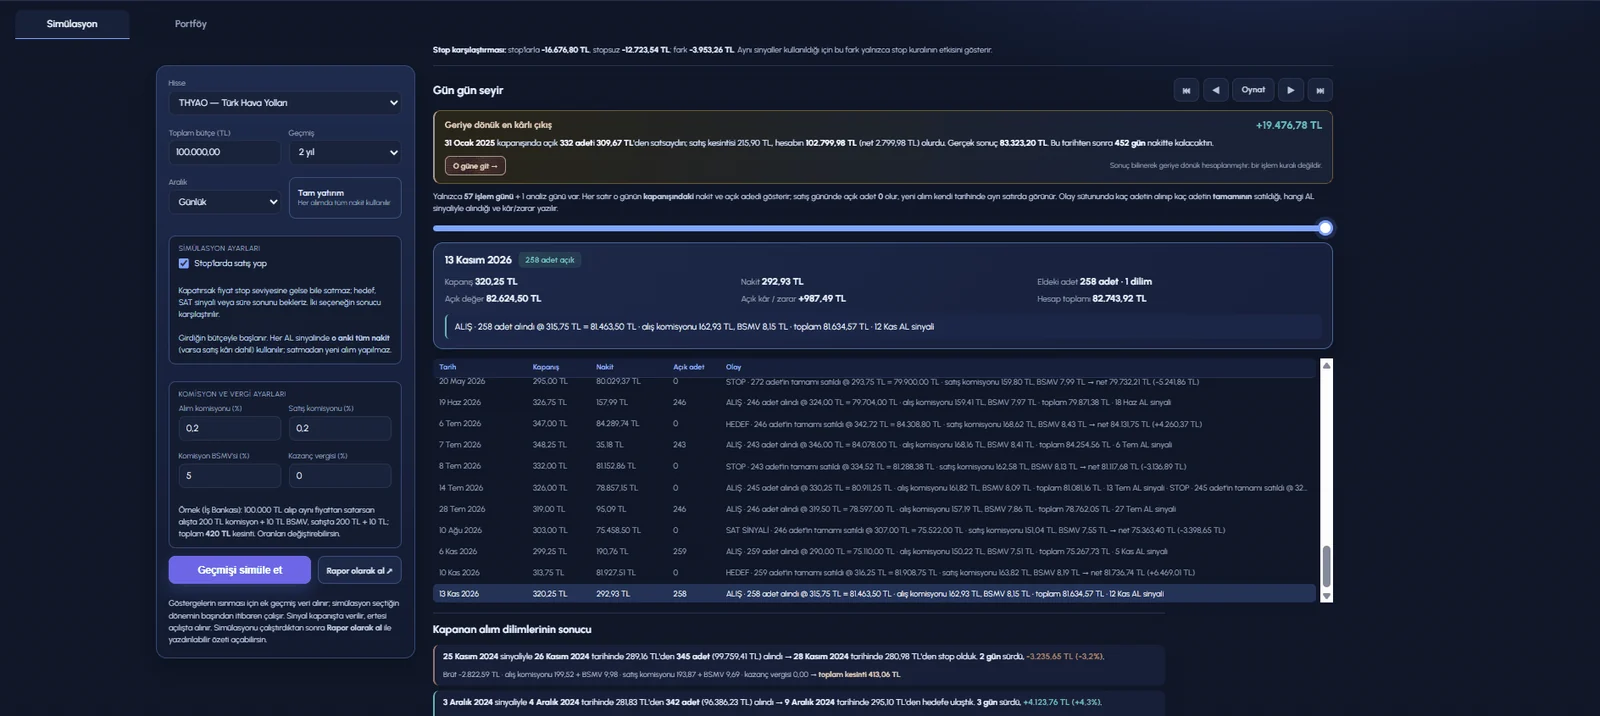 Simülasyon
Portföy
Stop karşılaştırması: stop'larla -16.676,80 TL, stopsuz -12.723,54 TL; fark -3.953,26 TL. Aynı sinyaller kullanıldığı için bu fark yalnızca stop kuralının etkisini gösterir.
Hisse
THYAO — Türk Hava Yolları
Toplam bütçe (TL)
Geçmiş
100.000,00
2 yıl
Aralık
Günlük
Tam yatırım
Her alımda tüm nakit kullanılır
SİMÜLASYON AYARLARI
Stop'larda satış yap
Kapatırsak fiyat stop seviyesine gelse bile satmaz; hedef,
SAT sinyali veya süre sonunu bekleriz. İki seçeneğin sonucu
karşılaştırılır.
Girdiğin bütçeyle başlanır. Her AL sinyalinde o anki tüm nakit
(varsa satış kârı dahil) kullanılır; satmadan yeni alım yapılmaz.
KOMİSYON VE VERGİ AYARLARI
Alım komisyonu (%)
Satış komisyonu (%)
0,2
0,2
Komisyon BSMV'si (%)
Kazanç vergisi (%)
5
0
Örnek (İş Bankası): 100.000 TL alıp aynı fiyattan satarsan
alışta 200 TL komisyon + 10 TL BSMV, satışta 200 TL + 10 TL;
toplam 420 TL kesinti. Oranları değiştirebilirsin.
Geçmişi simüle et
Rapor olarak al ↗
Göstergelerin ısınması için ek geçmiş veri alınır; simülasyon seçtiğin
dönemin başından itibaren çalışır. Sinyal kapanışta verilir, ertesi
açılışta alınır. Simülasyonu çalıştırdıktan sonra Rapor olarak al ile
yazdırılabilir özeti açabilirsin.
Gün gün seyir
⏮ ◀ Oynat ▶ ⏭
Geriye dönük en kârlı çıkış
+19.476,78 TL
31 Ocak 2025 kapanışında açık 332 adeti 309,67 TL'den satsaydın; satış kesintisi 215,90 TL, hesabın 102.799,98 TL (net 2.799,98 TL) olurdu. Gerçek sonuç 83.323,20 TL. Bu tarihten sonra 452 gün nakitte kalacaktın.
O güne git →
Sonuç bilinerek geriye dönük hesaplanmıştır; bir işlem kuralı değildir.
Yalnızca 57 işlem günü + 1 analiz günü var. Her satır o günün kapanışındaki nakit ve açık adedi gösterir; satış gününde açık adet 0 olur, yeni alım kendi tarihinde ayrı satırda görünür. Olay sütununda kaç adetin alınıp kaç adetin tamamının satıldığı, hangi AL
sinyaliyle alındığı ve kâr/zarar yazılır.
13 Kasım 2026
258 adet açık
Kapanış 320,25 TL
Nakit 292,93 TL
Eldeki adet 258 adet · 1 dilim
Açık değer 82.624,50 TL
Açık kâr / zarar +987,49 TL
Hesap toplamı 82.743,92 TL
ALIŞ · 258 adet alındı @ 315,75 TL = 81.463,50 TL · alış komisyonu 162,93 TL, BSMV 8,15 TL · toplam 81.634,57 TL · 12 Kas AL sinyali
Tarih Kapanış Nakit Açık adet Olay
20 May 2026 295,00 TL 80.029,37 TL 0 STOP · 272 adet'in tamamı satıldı @ 293,75 TL = 79.900,00 TL · satış komisyonu 159,80 TL, BSMV 7,99 TL → net 79.732,21 TL (-5.241,86 TL)
19 Haz 2026 326,75 TL 157,99 TL 246 ALIŞ · 246 adet alındı @ 324,00 TL = 79.704,00 TL · alış komisyonu 159,41 TL, BSMV 7,97 TL · toplam 79.871,38 TL · 18 Haz AL sinyali
6 Tem 2026 347,00 TL 84.289,74 TL 0 HEDEF · 246 adet'in tamamı satıldı @ 342,72 TL = 84.308,80 TL · satış komisyonu 168,62 TL, BSMV 8,43 TL → net 84.131,75 TL (+4.260,37 TL)
7 Tem 2026 348,25 TL 35,18 TL 243 ALIŞ · 243 adet alındı @ 346,00 TL = 84.078,00 TL · alış komisyonu 168,16 TL, BSMV 8,41 TL · toplam 84.254,56 TL · 6 Tem AL sinyali
8 Tem 2026 332,00 TL 81.152,86 TL 0 STOP · 243 adet'in tamamı satıldı @ 334,52 TL = 81.288,38 TL · satış komisyonu 162,58 TL, BSMV 8,13 TL → net 81.117,68 TL (-3.136,89 TL)
14 Tem 2026 326,00 TL 78.857,15 TL 0 ALIŞ · 245 adet alındı @ 330,25 TL = 80.911,25 TL · alış komisyonu 161,82 TL, BSMV 8,09 TL · toplam 81.081,16 TL · 13 Tem AL sinyali · STOP · 245 adet'in tamamı satıldı @ 32...
28 Tem 2026 319,00 TL 95,09 TL 246 ALIŞ · 246 adet alındı @ 319,50 TL = 78.597,00 TL · alış komisyonu 157,19 TL, BSMV 7,86 TL · toplam 78.762,05 TL · 27 Tem AL sinyali
10 Ağu 2026 303,00 TL 75.458,50 TL 0 SAT SİNYALİ · 246 adet'in tamamı satıldı @ 307,00 TL = 75.522,00 TL · satış komisyonu 151,04 TL, BSMV 7,55 TL → net 75.363,40 TL (-3.398,65 TL)
6 Kas 2026 299,25 TL 190,76 TL 259 ALIŞ · 259 adet alındı @ 290,00 TL = 75.110,00 TL · alış komisyonu 150,22 TL, BSMV 7,51 TL · toplam 75.267,73 TL · 5 Kas AL sinyali
10 Kas 2026 313,75 TL 81.927,51 TL 0 HEDEF · 259 adet'in tamamı satıldı @ 316,25 TL = 81.908,75 TL · satış komisyonu 163,82 TL, BSMV 8,19 TL → net 81.736,74 TL (+6.469,01 TL)
13 Kas 2026 320,25 TL 292,93 TL 258 ALIŞ · 258 adet alındı @ 315,75 TL = 81.463,50 TL · alış komisyonu 162,93 TL, BSMV 8,15 TL · toplam 81.634,57 TL · 12 Kas AL sinyali
Kapanan alım dilimlerinin sonucu
25 Kasım 2024 sinyaliyle 26 Kasım 2024 tarihinde 289,16 TL'den 345 adet (99.759,41 TL) alındı → 28 Kasım 2024 tarihinde 280,98 TL'den stop olduk. 2 gün sürdü, -3.235,65 TL (-3,2%).
Brüt -2.822,59 TL · alış komisyonu 199,52 + BSMV 9,98 · satış komisyonu 193,87 + BSMV 9,69 · kazanç vergisi 0,00 → toplam kesinti 413,06 TL
3 Aralık 2024 sinyaliyle 4 Aralık 2024 tarihinde 281,83 TL'den 342 adet (96.386,23 TL) alındı → 9 Aralık 2024 tarihinde 295,10 TL'den hedefe ulaştık. 3 gün sürdü, +4.123,76 TL (+4,3%).